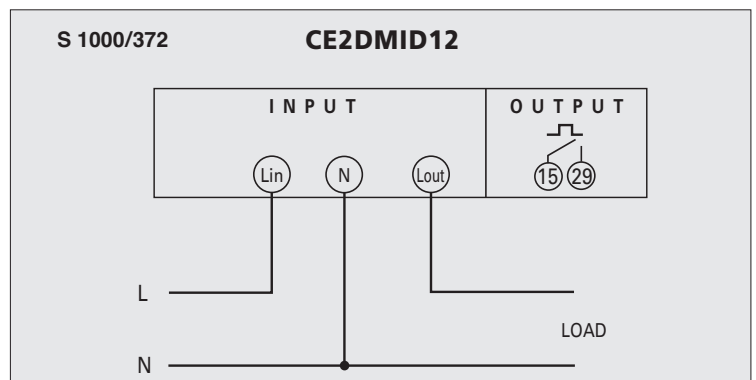 S 1000/372 CE2DMID12
INPUT OUTPUT
Lin N Lout 15 29
L
LOAD
N